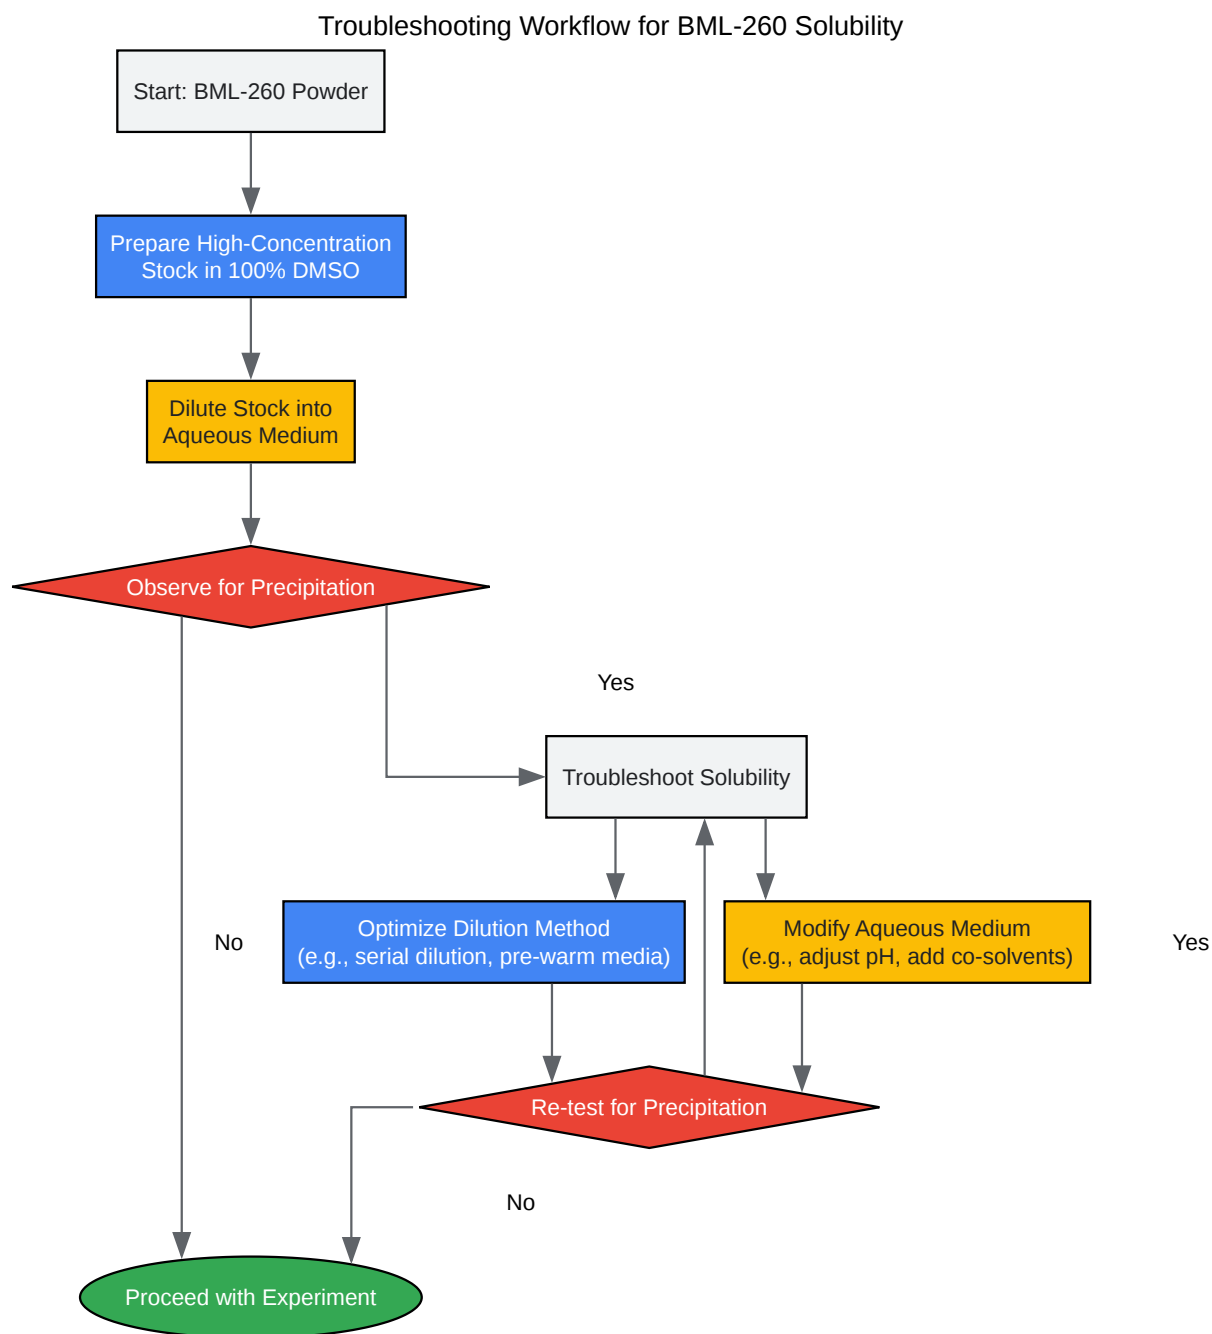 Troubleshooting Workflow for BML-260 Solubility
Start: BML-260 Powder
Prepare High-Concentration
Stock in 100% DMSO
Dilute Stock into
Aqueous Medium
Observe for Precipitation
Yes
Troubleshoot Solubility
No
Optimize Dilution Method
(e.g., serial dilution, pre-warm media)
Modify Aqueous Medium
(e.g., adjust pH, add co-solvents)
Yes
Re-test for Precipitation
No
Proceed with Experiment